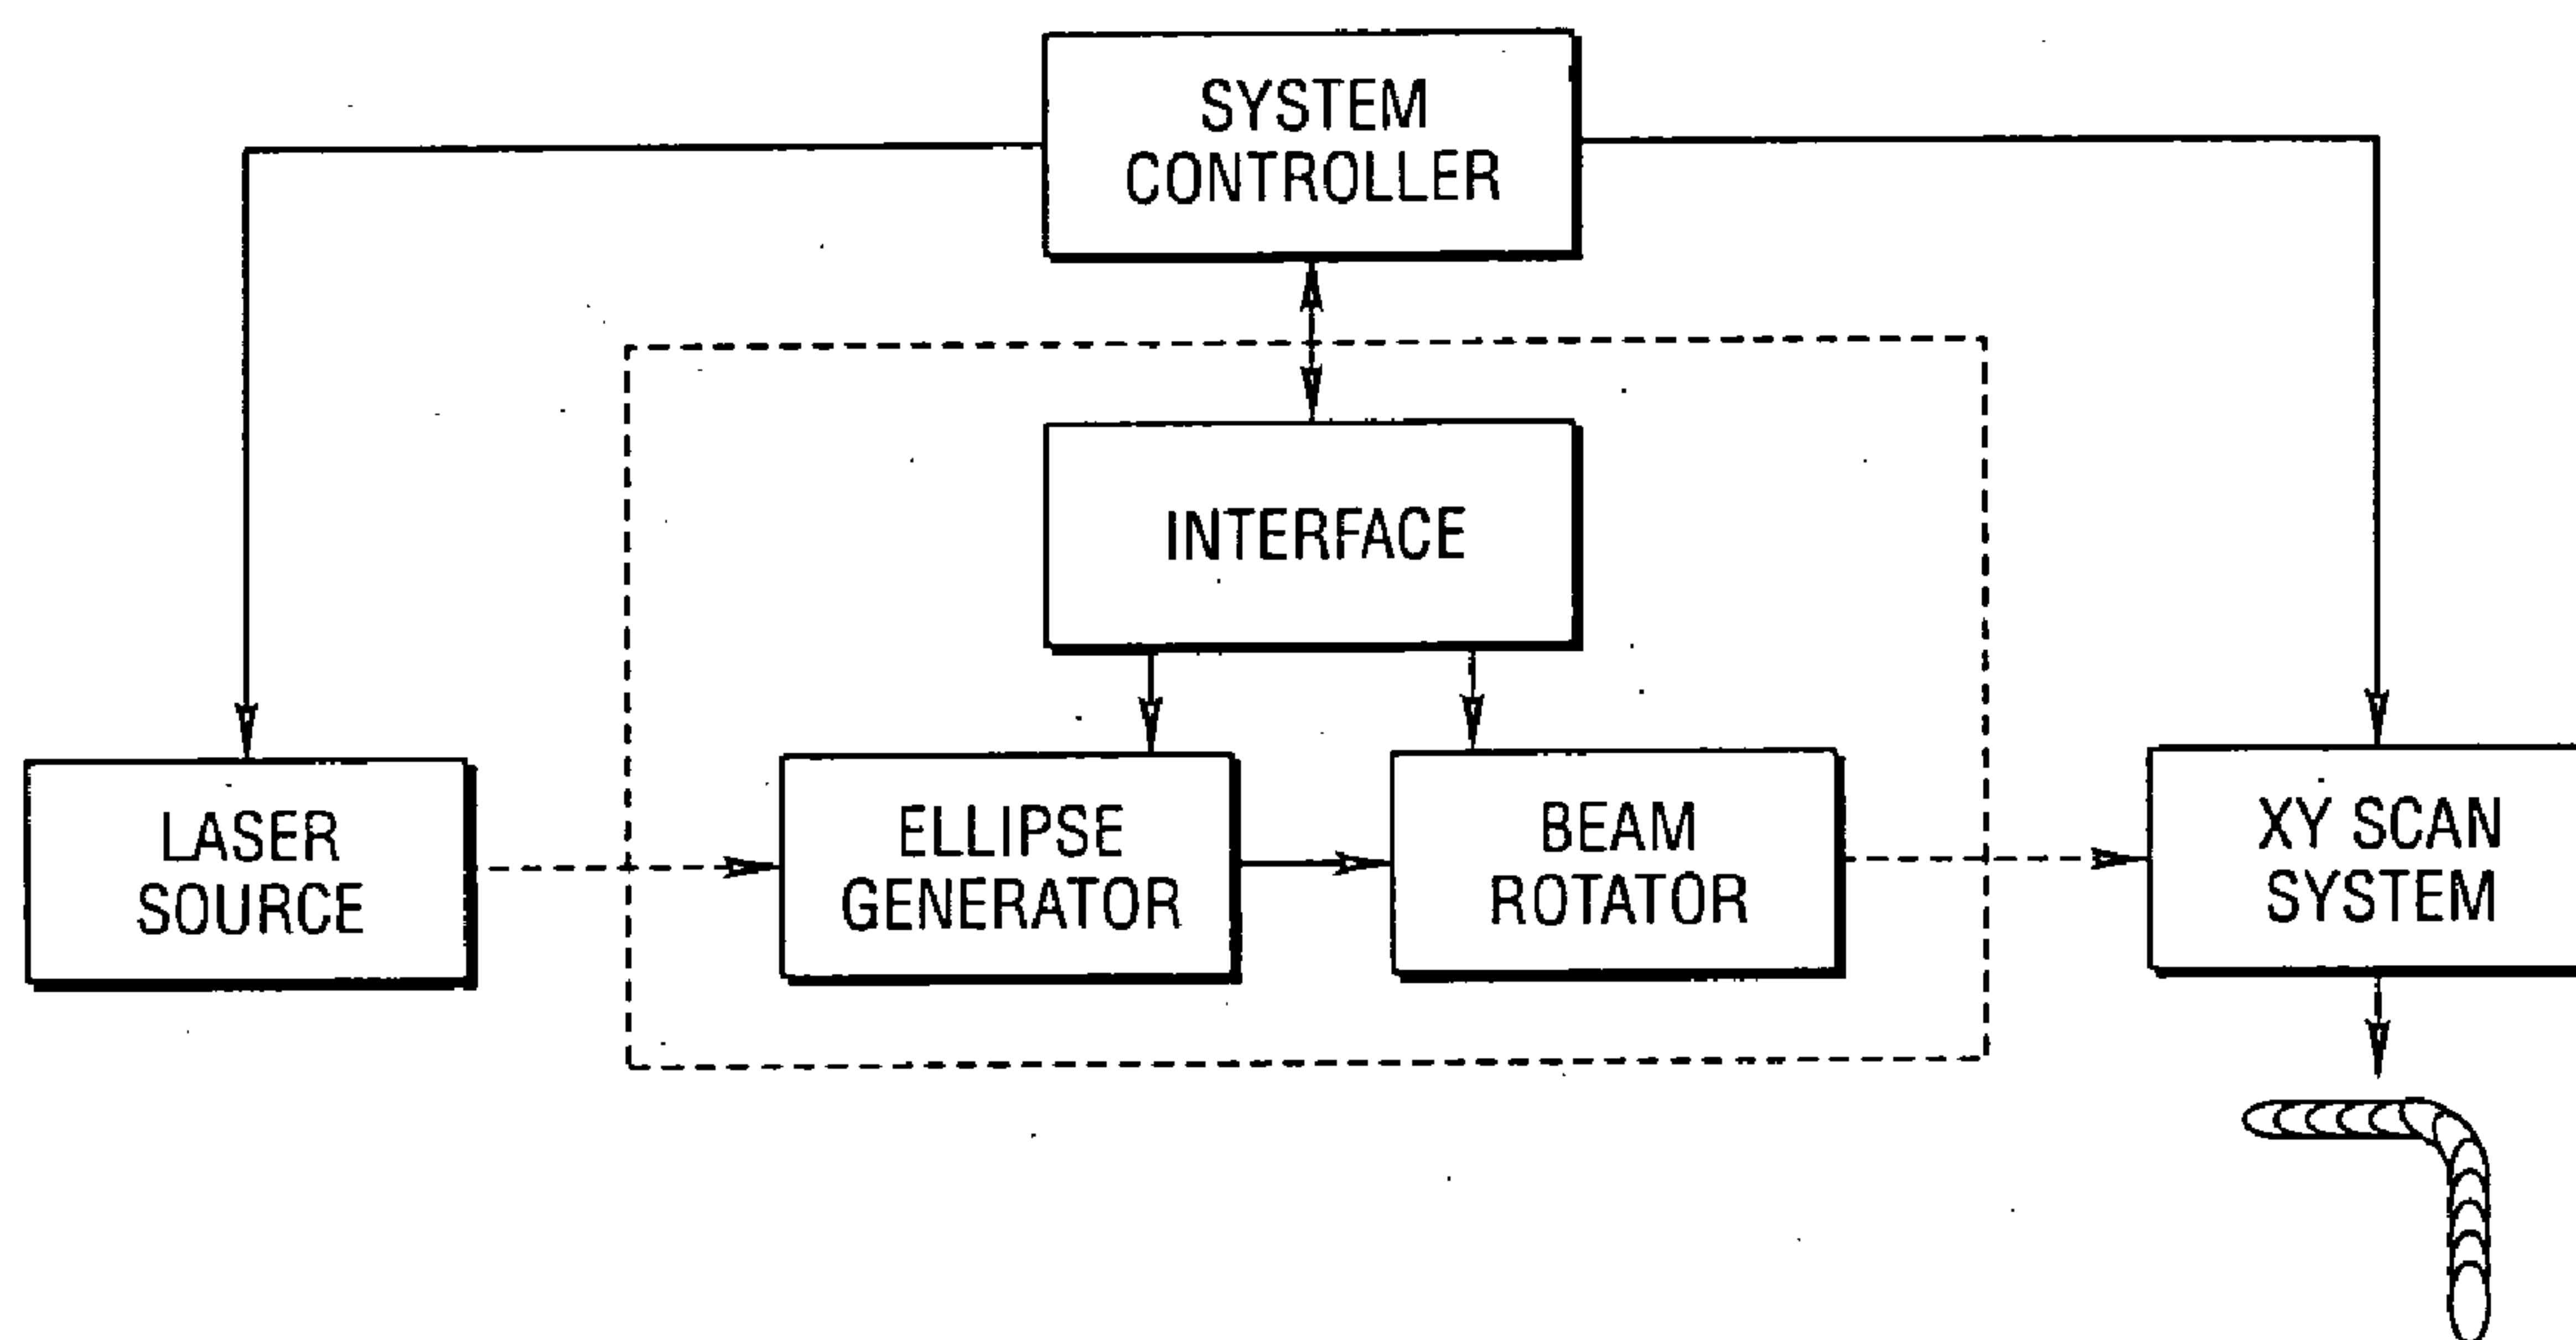 SYSTEM
CONTROLLER
INTERFACE
LASER
SOURCE
ELLIPSE
GENERATOR
BEAM
ROTATOR
XY SCAN
SYSTEM